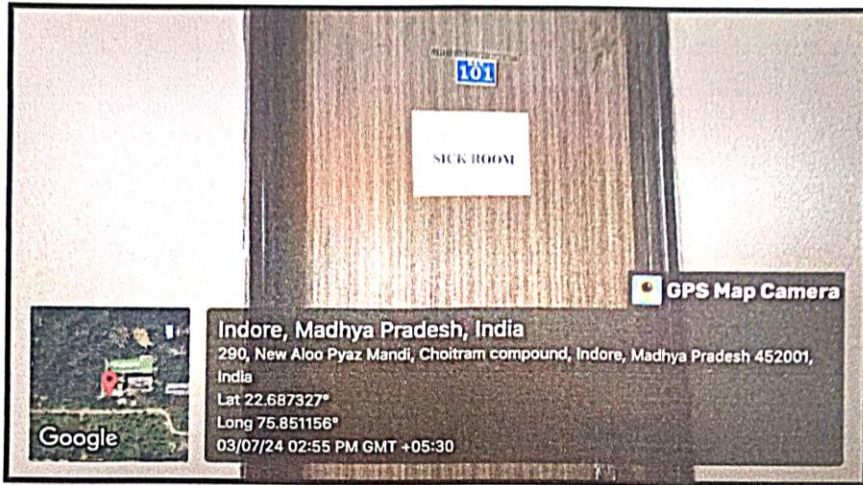 101
SICK ROOM
GPS Map Camera
Indore, Madhya Pradesh, India
290, New Aloo Pyaz Mandi, Choitram compound, Indore, Madhya Pradesh 452001,
India
Lat 22.687327°
Long 75.851156°
03/07/24 02:55 PM GMT +05:30
Google